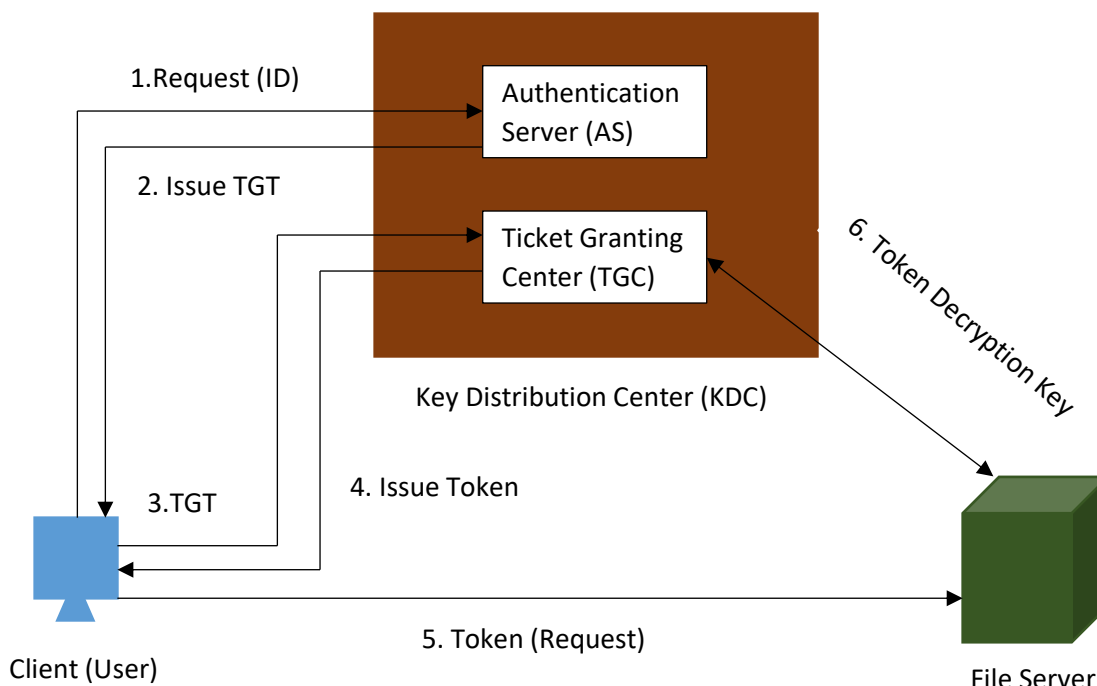 1.Request (ID)
Authentication
Server (AS)
2. Issue TGT
Ticket Granting
Center (TGC)
6. Token Decryption Key
Key Distribution Center (KDC)
3.TGT
4. Issue Token
5. Token (Request)
Client (User)
File Server